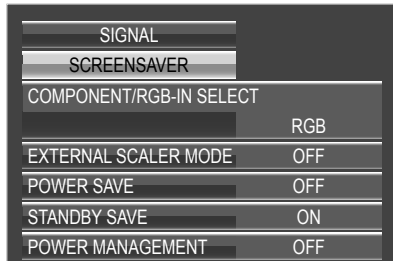 SIGNAL
SCREENSAVER
COMPONENT/RGB-IN SELECT
RGB
EXTERNAL SCALER MODE OFF
POWER SAVE OFF
STANDBY SAVE ON
POWER MANAGEMENT OFF